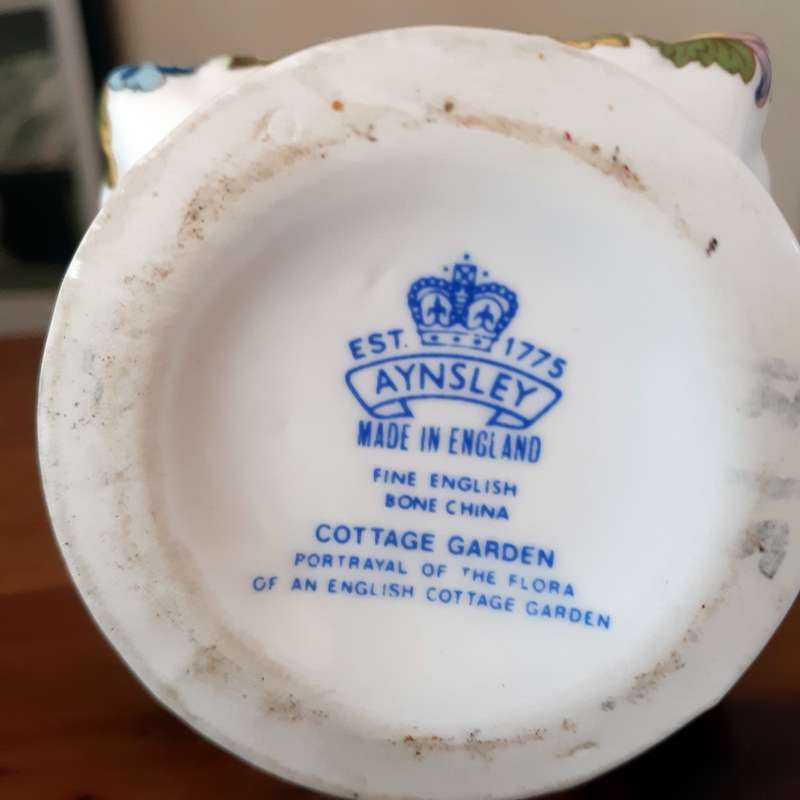 EST. 1775
AYNSLEY
MADE IN ENGLAND
FINE ENGLISH
BONE CHINA
COTTAGE GARDEN
PORTRAYAL OF THE FLORA
OF AN ENGLISH COTTAGE GARDEN